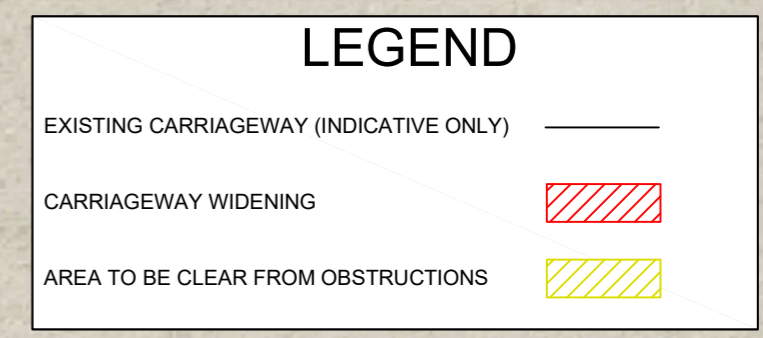 LEGEND
EXISTING CARRIAGEWAY (INDICATIVE ONLY)
CARRIAGEWAY WIDENING
AREA TO BE CLEAR FROM OBSTRUCTIONS